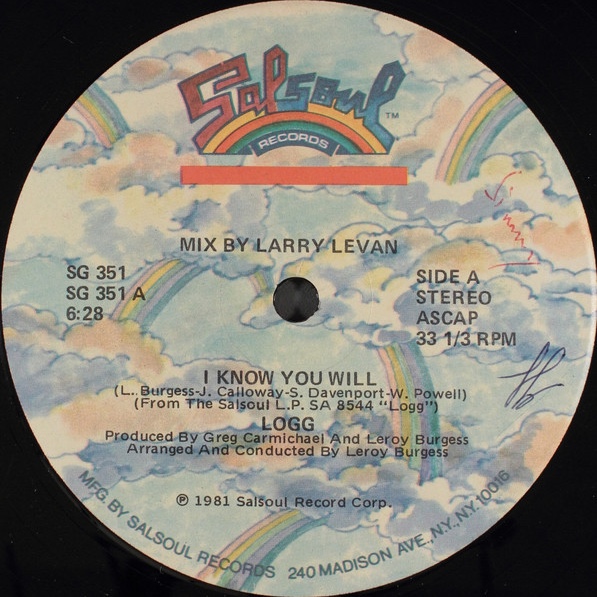 Salsoul TM
RECORDS
MIX BY LARRY LEVAN
SG 351
SG 351 A
6:28
SIDE A
STEREO
ASCAP
33 1/3 RPM
I KNOW YOU WILL
(L. Burgess-J. Calloway-S. Davenport-W. Powell)
(From The Salsoul L.P. SA 8544 "Logg")
LOGG
Produced By Greg Carmichael And Leroy Burgess
Arranged And Conducted By Leroy Burgess
℗ 1981 Salsoul Record Corp.
MFG. BY SALSOUL RECORDS 240 MADISON AVE., N.Y., N.Y. 10016